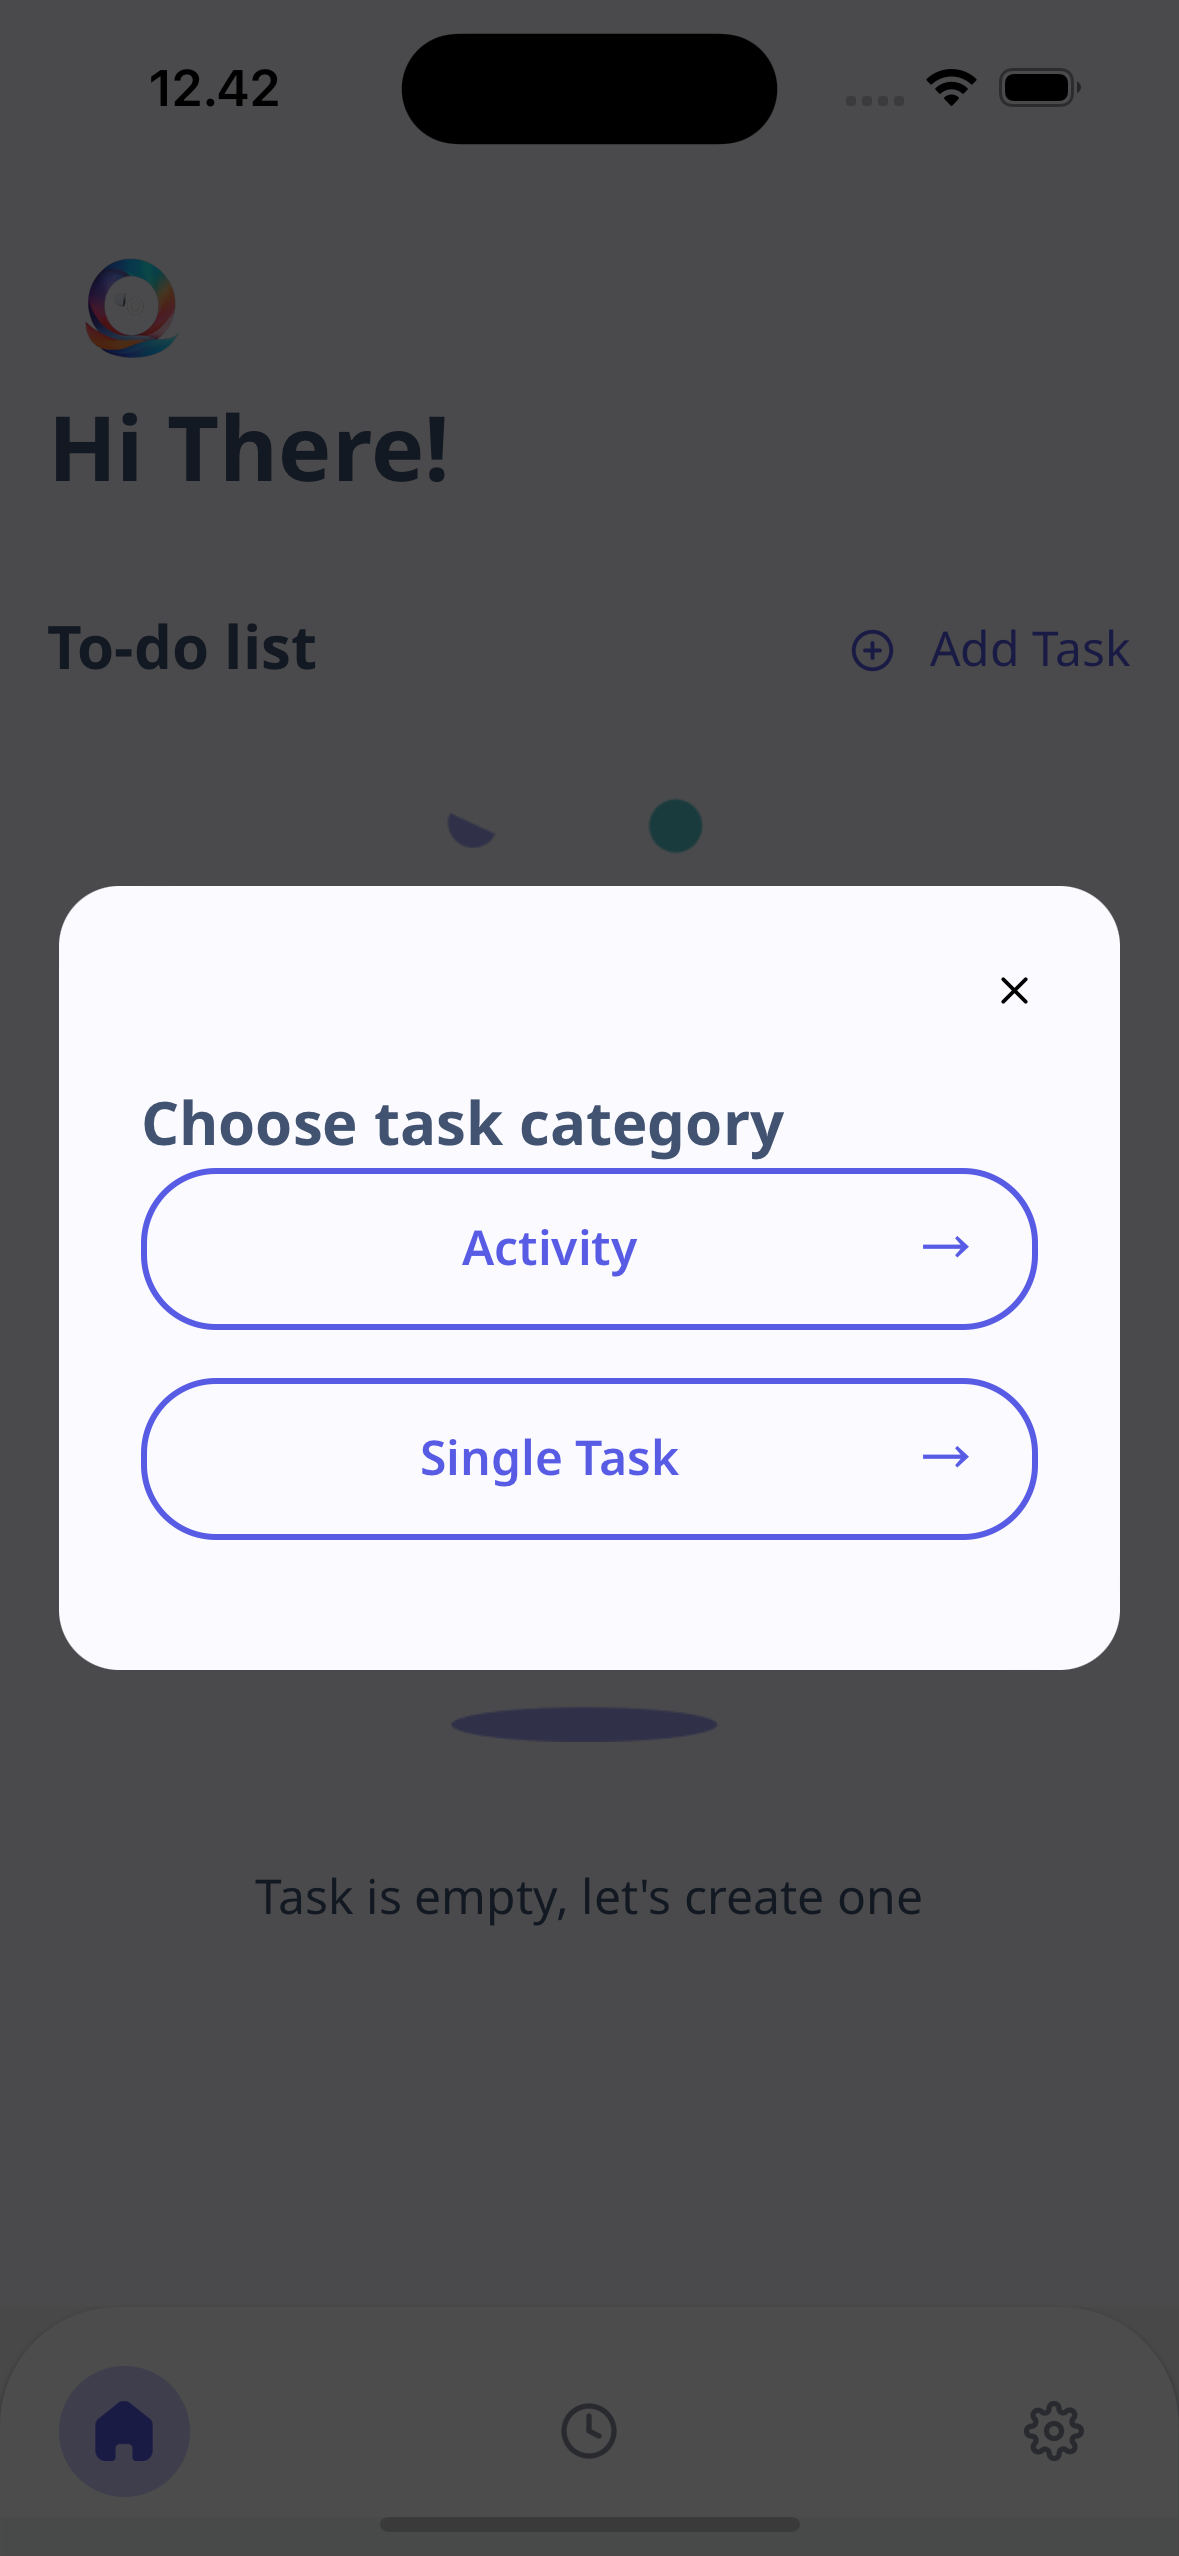 12.42
Hi There!
To-do list
Add Task
Choose task category
Activity
Single Task
Task is empty, let's create one